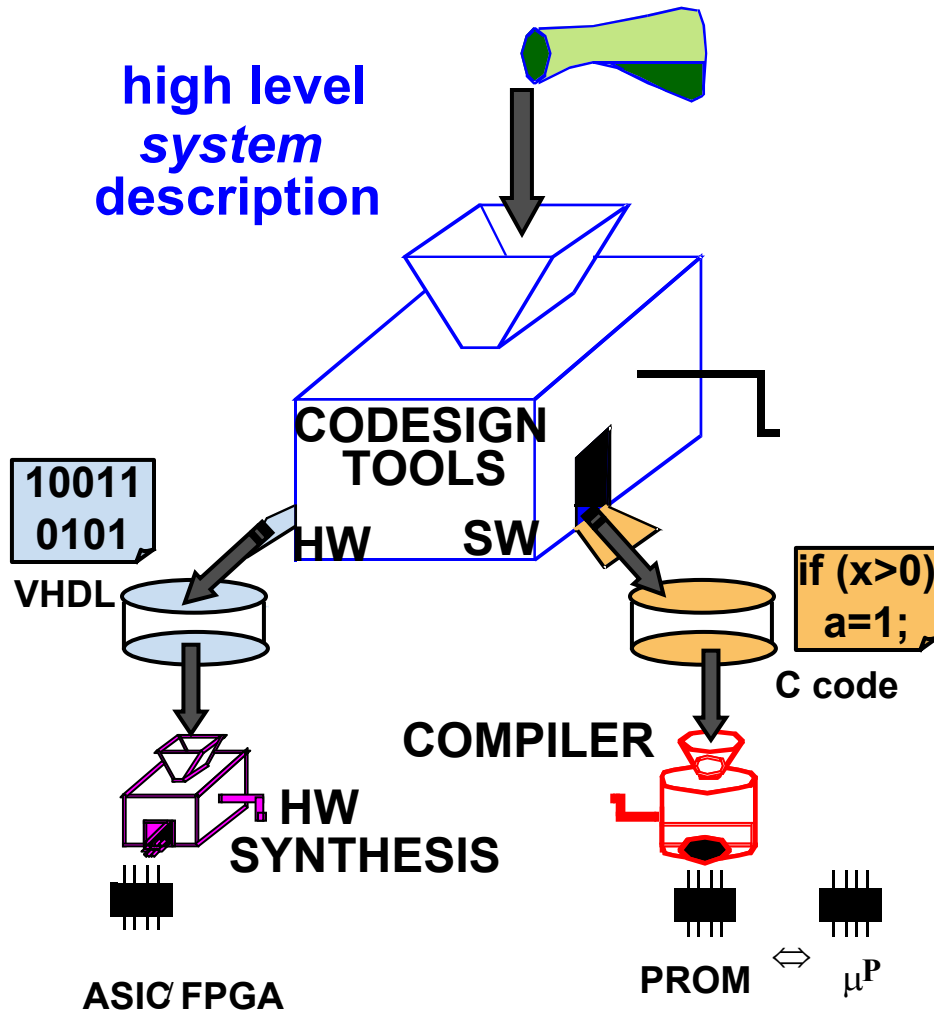 high level
system
description
CODESIGN
TOOLS
HW
SW
10011
0101
VHDL
if (x>0)
a=1;
C code
COMPILER
HW
SYNTHESIS
ASIC/ FPGA
PROM ⇔ μP